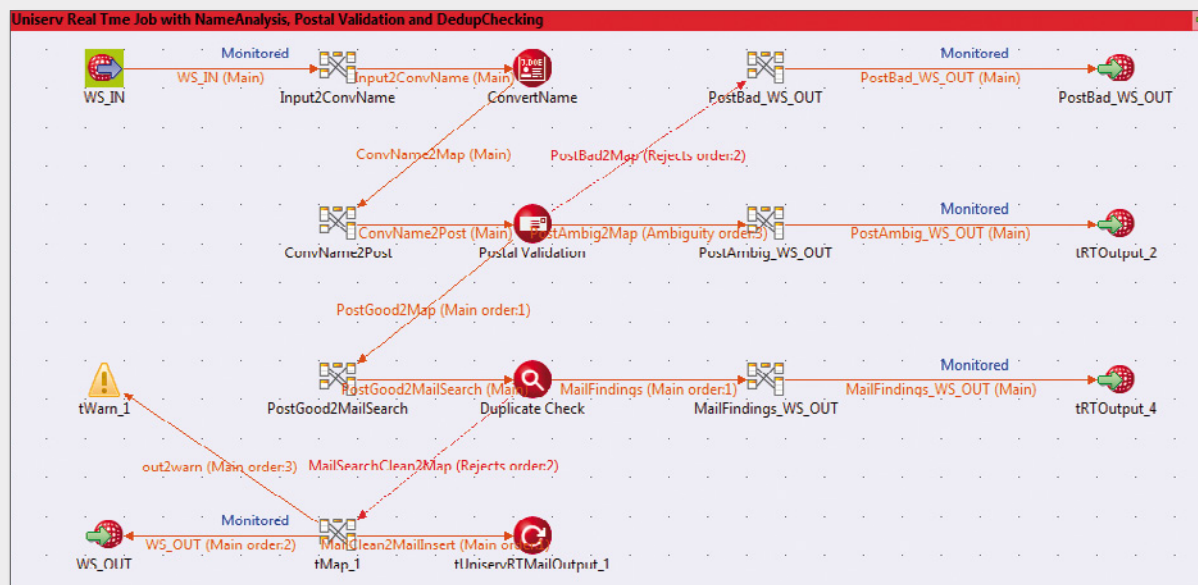 Uniserv Real Tme Job with NameAnalysis, Postal Validation and DedupChecking
Monitored
WS_IN (Main)
Input2ConvName (Main)
WS_IN
Input2ConvName
ConvertName
Monitored
PostBad_WS_OUT (Main)
PostBad_WS_OUT
PostBad_WS_OUT
ConvName2Map (Main)
PostBad2Map (Rejects order:2)
ConvName2Post (Main)
PostAmbig2Map (Ambiguity order:3)
Monitored
PostAmbig_WS_OUT (Main)
ConvName2Post
Postal Validation
PostAmbig_WS_OUT
tRTOutput_2
PostGood2Map (Main order:1)
PostGood2MailSearch (Main)
MailFindings (Main order:1)
Monitored
MailFindings_WS_OUT (Main)
tWarn_1
PostGood2MailSearch
Duplicate Check
MailFindings_WS_OUT
tRTOutput_4
out2warn (Main order:3)
MailSearchClean2Map (Rejects order:2)
Monitored
WS_OUT (Main order:2)
MailClean2MailInsert (Main
WS_OUT
tMap_1
tUniservRTMailOutput_1